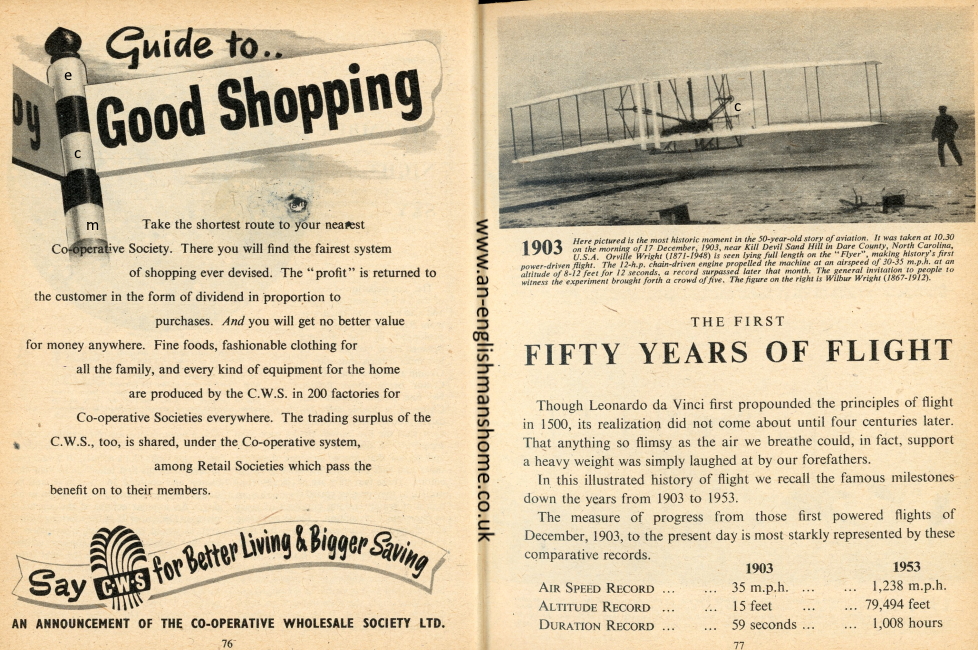 Guide to..
oy
Good Shopping
e
c
m
Take the shortest route to your nearest
Co-operative Society. There you will find the fairest system
of shopping ever devised. The "profit" is returned to
the customer in the form of dividend in proportion to
purchases. And you will get no better value
for money anywhere. Fine foods, fashionable clothing for
all the family, and every kind of equipment for the home
are produced by the C.W.S. in 200 factories for
Co-operative Societies everywhere. The trading surplus of the
C.W.S., too, is shared, under the Co-operative system,
among Retail Societies which pass the
benefit on to their members.
Say C·W·S for Better Living & Bigger Saving
AN ANNOUNCEMENT OF THE CO-OPERATIVE WHOLESALE SOCIETY LTD.
76
www.an-englishmanshome.co.uk
c
1903 Here pictured is the most historic moment in the 50-year-old story of aviation. It was taken at 10.30
on the morning of 17 December, 1903, near Kill Devil Sand Hill in Dare County, North Carolina,
U.S.A. Orville Wright (1871-1948) is seen lying full length on the "Flyer", making history's first
power-driven flight. The 12-h.p. chain-driven engine propelled the machine at an airspeed of 30-35 m.p.h. at an
altitude of 8-12 feet for 12 seconds, a record surpassed later that month. The general invitation to people to
witness the experiment brought forth a crowd of five. The figure on the right is Wilbur Wright (1867-1912).
THE FIRST
FIFTY YEARS OF FLIGHT
Though Leonardo da Vinci first propounded the principles of flight
in 1500, its realization did not come about until four centuries later.
That anything so flimsy as the air we breathe could, in fact, support
a heavy weight was simply laughed at by our forefathers.
In this illustrated history of flight we recall the famous milestones
down the years from 1903 to 1953.
The measure of progress from those first powered flights of
December, 1903, to the present day is most starkly represented by these
comparative records.
1903 1953
AIR SPEED RECORD ... ... 35 m.p.h. ... ... 1,238 m.p.h.
ALTITUDE RECORD ... ... 15 feet ... ... 79,494 feet
DURATION RECORD ... ... 59 seconds ... ... 1,008 hours
77